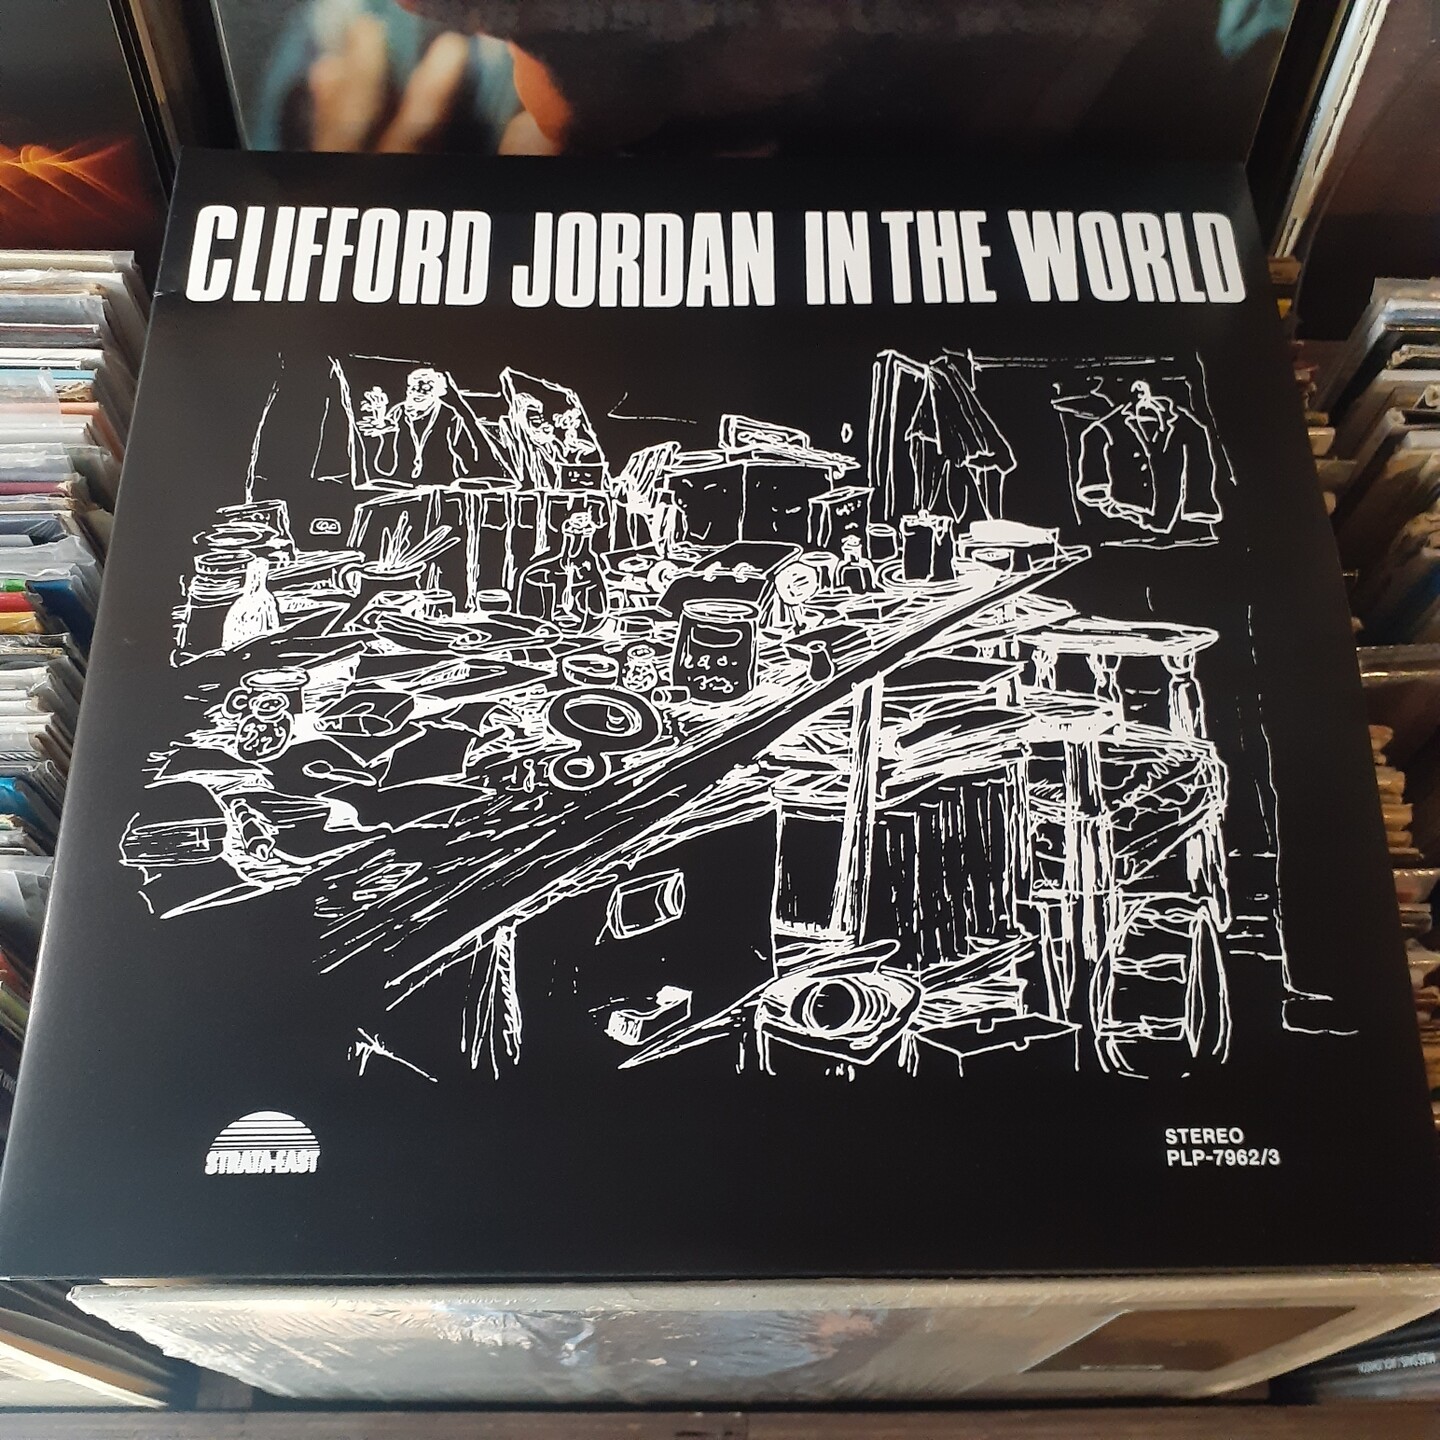 CLIFFORD JORDAN IN THE WORLD
STRATA-EAST
STEREO
PLP-7962/3